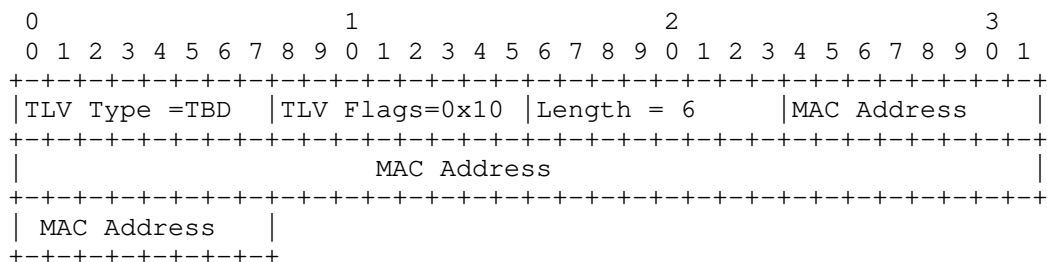 0                   1                   2                   3
 0 1 2 3 4 5 6 7 8 9 0 1 2 3 4 5 6 7 8 9 0 1 2 3 4 5 6 7 8 9 0 1
+-+-+-+-+-+-+-+-+-+-+-+-+-+-+-+-+-+-+-+-+-+-+-+-+-+-+-+-+-+-+-+-+
|TLV Type =TBD  |TLV Flags=0x10 |Length = 6     |MAC Address    |
+-+-+-+-+-+-+-+-+-+-+-+-+-+-+-+-+-+-+-+-+-+-+-+-+-+-+-+-+-+-+-+-+
|                      MAC Address                              |
+-+-+-+-+-+-+-+-+-+-+-+-+-+-+-+-+-+-+-+-+-+-+-+-+-+-+-+-+-+-+-+-+
| MAC Address   |
+-+-+-+-+-+-+-+-+